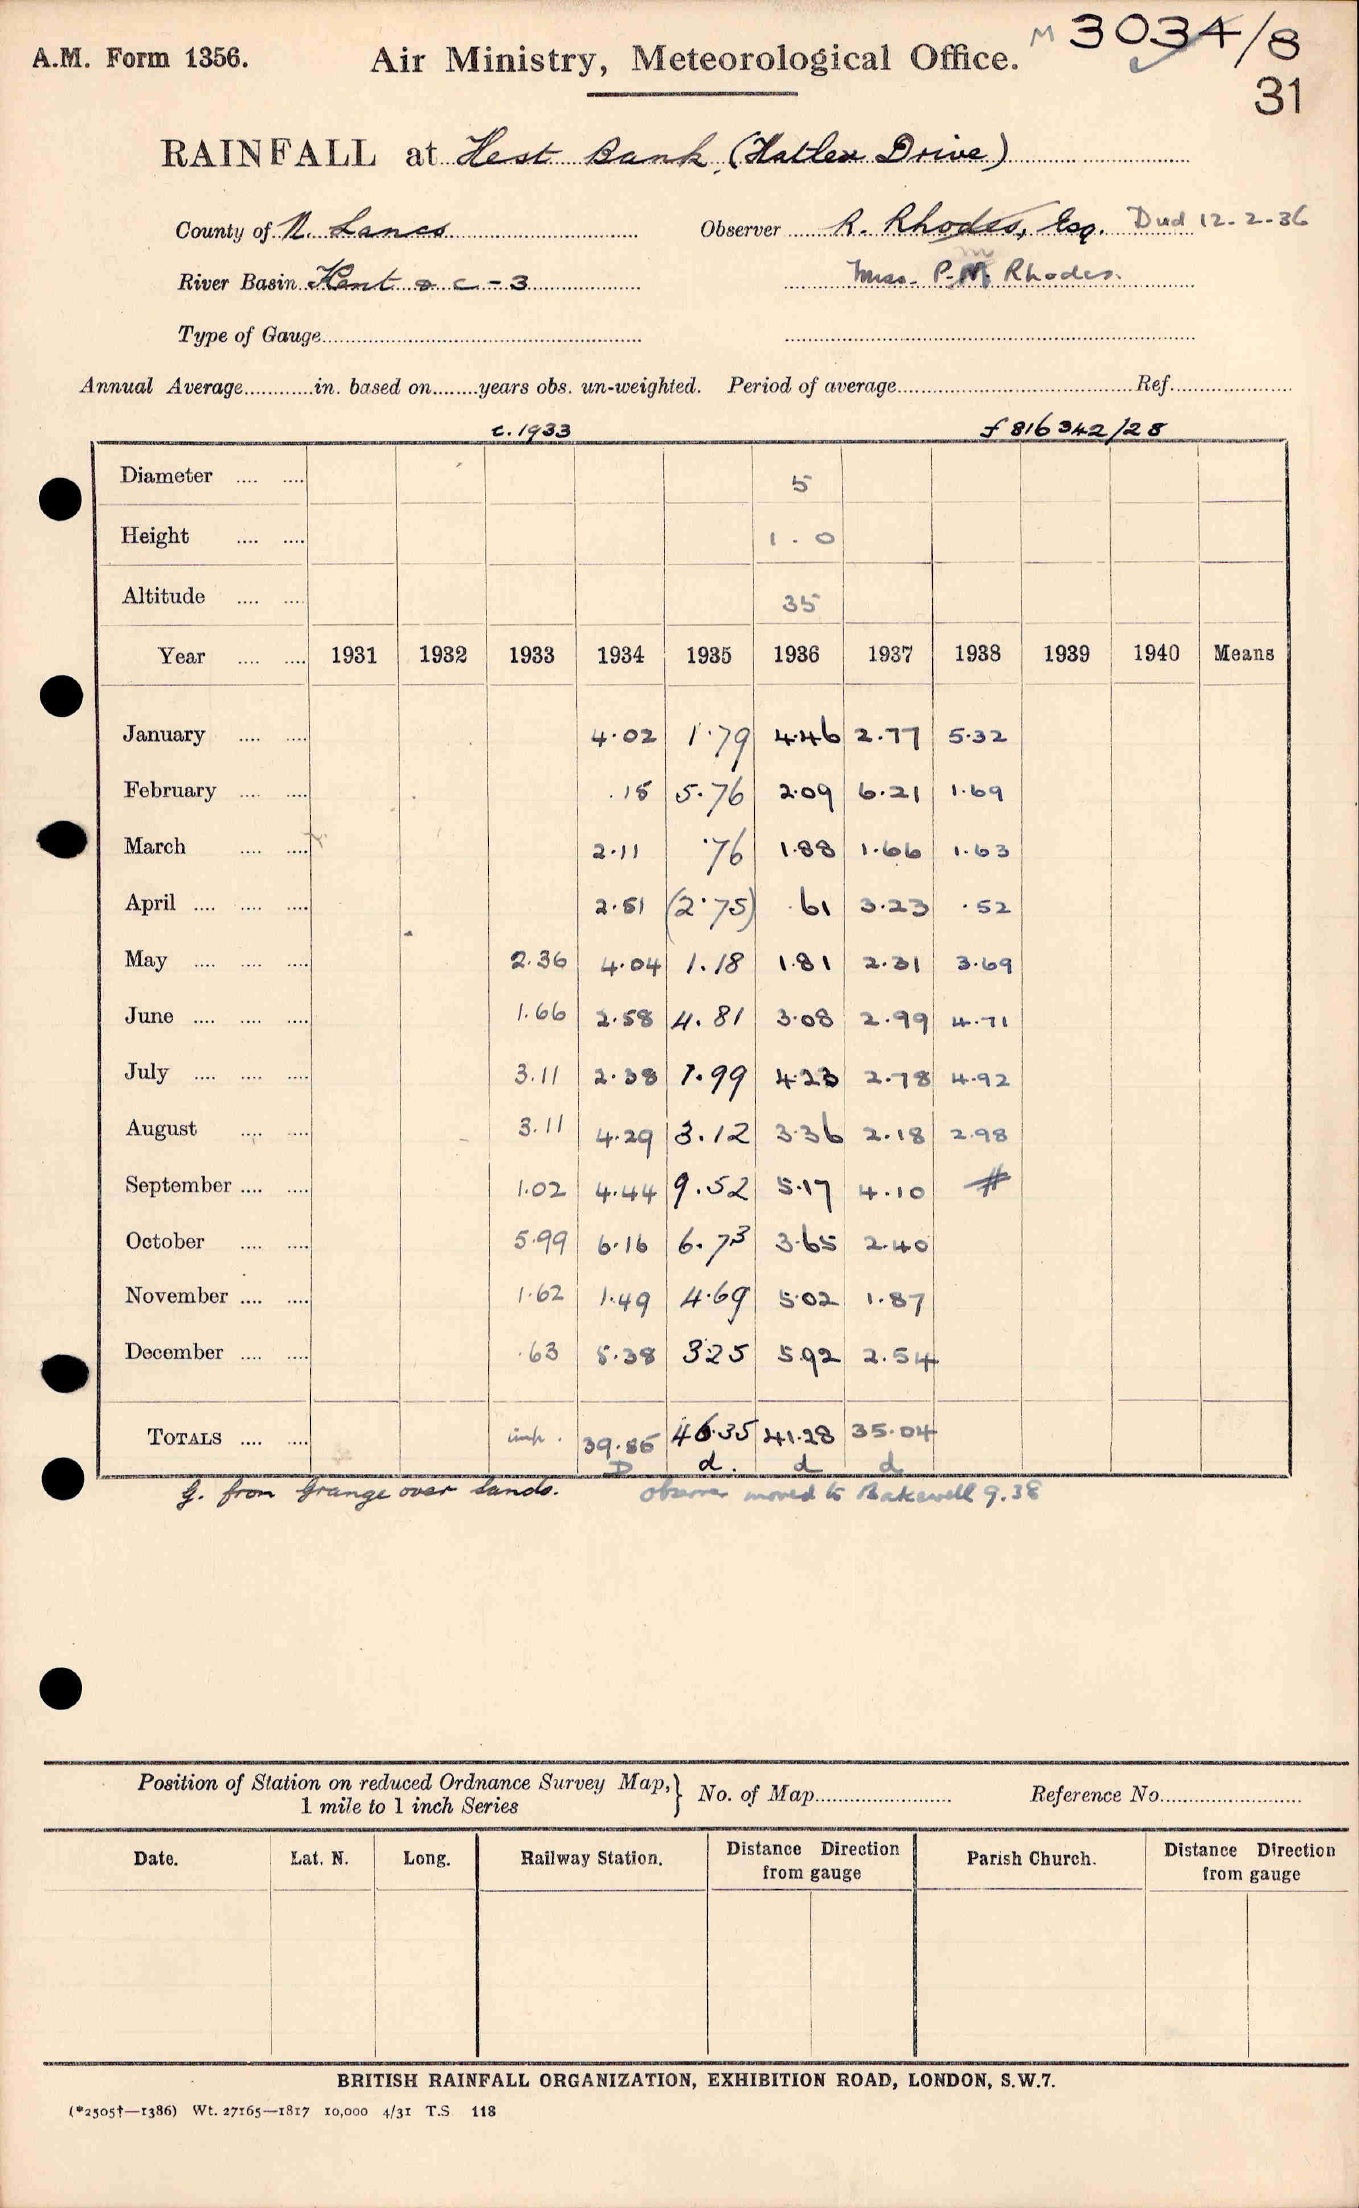 M 3034/8
A.M. Form 1356. Air Ministry, Meteorological Office.
31
RAINFALL at Hest Bank, (Hatlex Drive)
County of N. Lancs Observer R. Rhodes, Esq. Died 12-2-36
River Basin Kent & c - 3 Miss. P. M. Rhodes.
Type of Gauge
Annual Average in. based on years obs. un-weighted. Period of average Ref
c. 1933 f 816342/28
Diameter 5
Height 1 . 0
Altitude 35
Year 1931 1932 1933 1934 1935 1936 1937 1938 1939 1940 Means
January 4.02 1.79 4.46 2.77 5.32
February .15 5.76 2.09 6.21 1.69
March 2.11 .76 1.88 1.66 1.63
April 2.51 (2.75) .61 3.23 .52
May 2.36 4.04 1.18 1.81 2.31 3.69
June 1.66 2.58 4.81 3.08 2.99 4.71
July 3.11 2.38 1.99 4.23 2.78 4.92
August 3.11 4.29 3.12 3.36 2.18 2.98
September 1.02 4.44 9.52 5.17 4.10 #
October 5.99 6.16 6.73 3.65 2.40
November 1.62 1.49 4.69 5.02 1.87
December .63 5.38 3.25 5.92 2.54
TOTALS imp. 39.55 46.35 41.28 35.04
D d. d d
G. from Grange over Sands. observer moved to Bakewell 9.38
Position of Station on reduced Ordnance Survey Map, } No. of Map Reference No
1 mile to 1 inch Series
Date. Lat. N. Long. Railway Station. Distance Direction from gauge Parish Church. Distance Direction from gauge
BRITISH RAINFALL ORGANIZATION, EXHIBITION ROAD, LONDON, S.W.7.
(*2505†—1386) Wt. 27165—1817 10,000 4/31 T.S 118